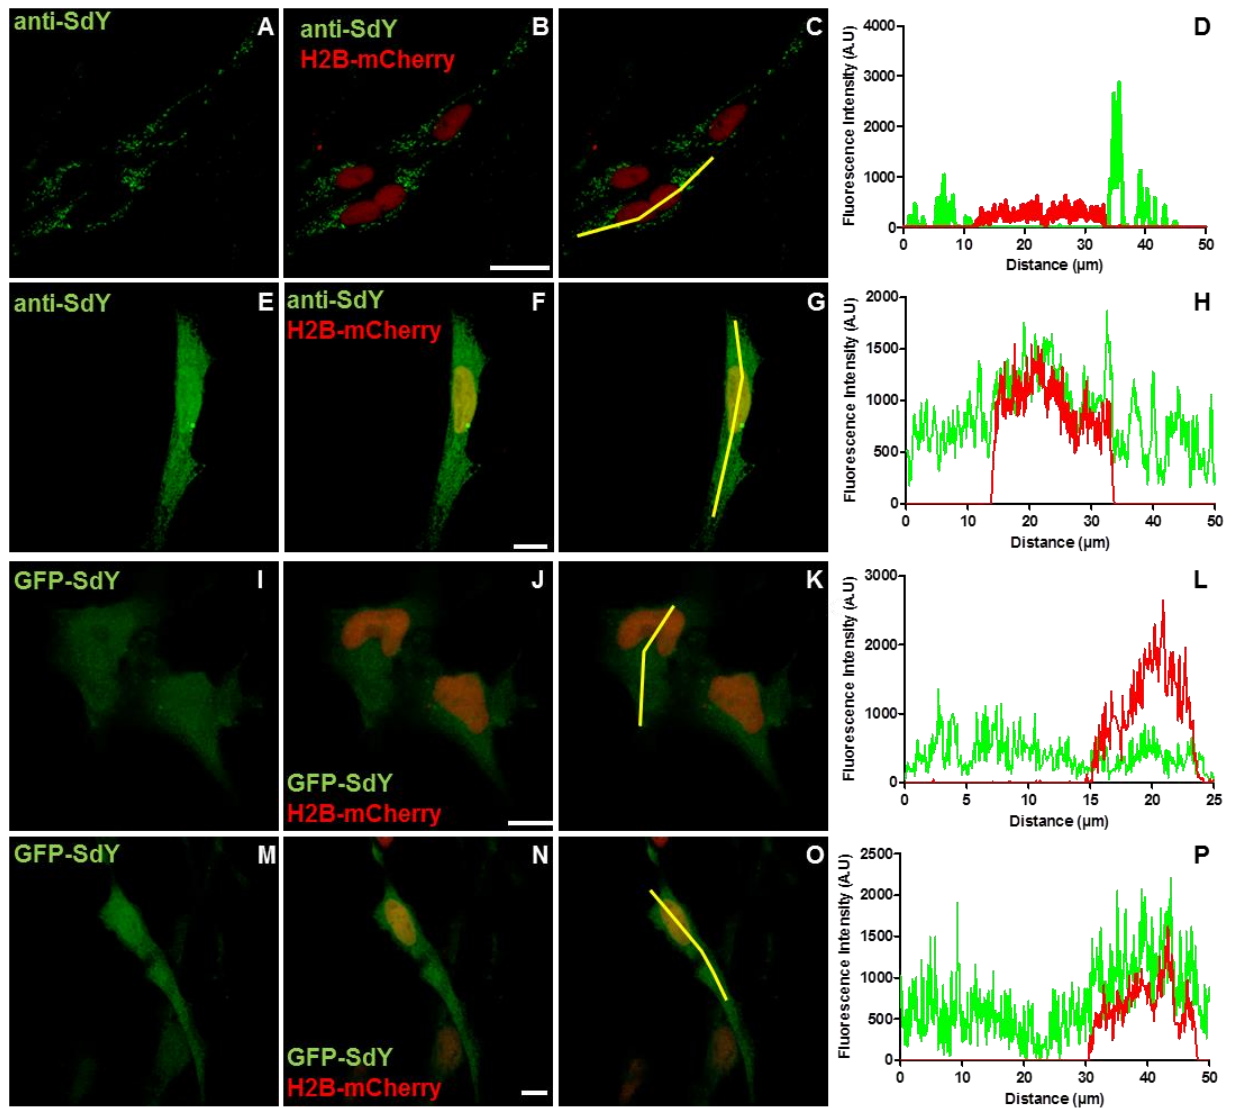 anti-SdY
A
anti-SdY
H2B-mCherry
B
C
D
Fluorescence Intensity (A.U)
4000
3000
2000
1000
0
0 10 20 30 40 50
Distance (µm)
anti-SdY
E
anti-SdY
H2B-mCherry
F
G
H
Fluorescence Intensity (A.U)
2000
1500
1000
500
0
0 10 20 30 40 50
Distance (µm)
GFP-SdY
I
J
GFP-SdY
H2B-mCherry
K
L
Fluorescence Intensity (A.U)
3000
2000
1000
0
0 5 10 15 20 25
Distance (µm)
GFP-SdY
M
N
GFP-SdY
H2B-mCherry
O
P
Fluorescence Intensity (A.U)
2500
2000
1500
1000
500
0
0 10 20 30 40 50
Distance (µm)